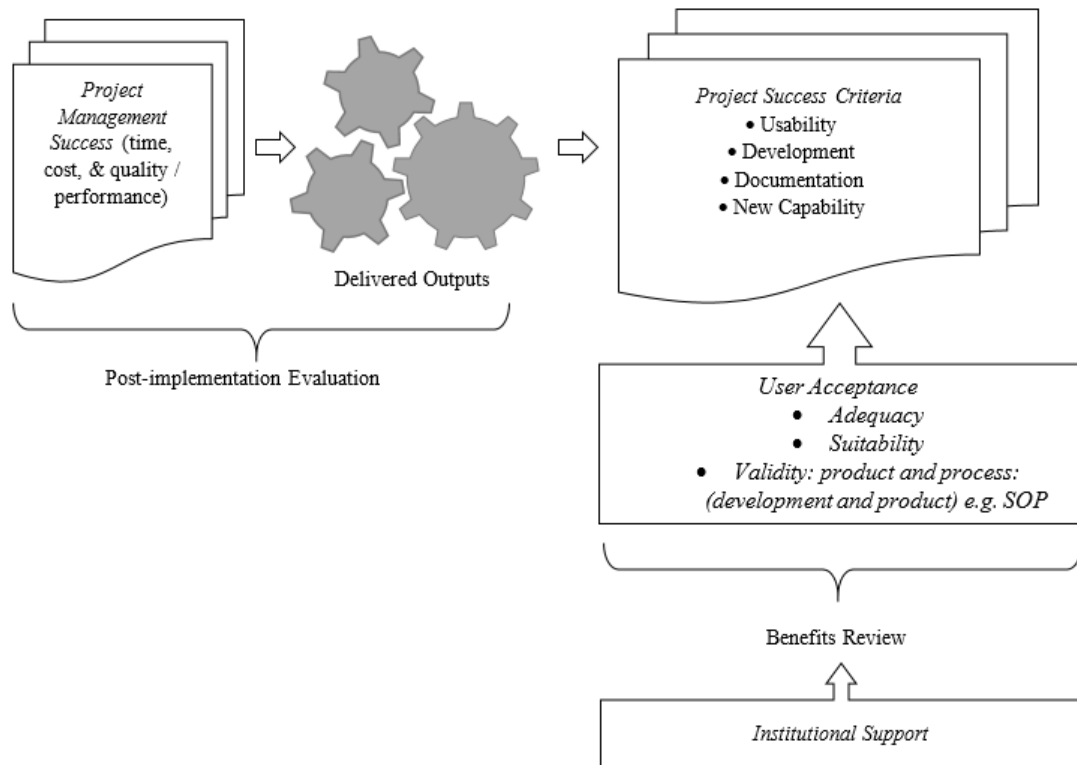 Project
Management
Success (time,
cost, & quality /
performance)
Delivered Outputs
Post-implementation Evaluation
Project Success Criteria
• Usability
• Development
• Documentation
• New Capability
User Acceptance
• Adequacy
• Suitability
• Validity: product and process:
(development and product) e.g. SOP
Benefits Review
Institutional Support